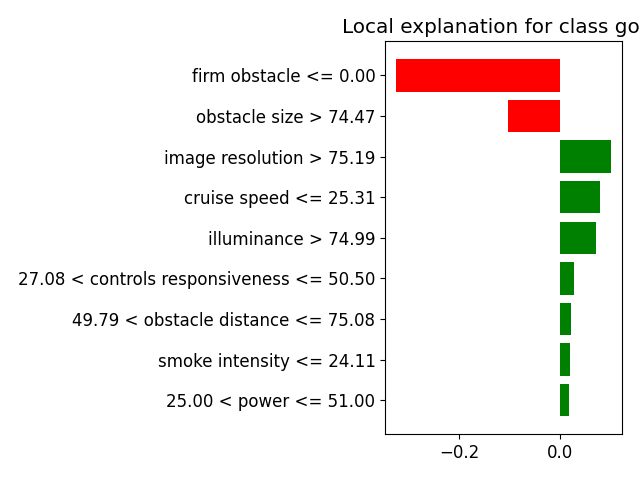 Local explanation for class go
firm obstacle <= 0.00
obstacle size > 74.47
image resolution > 75.19
cruise speed <= 25.31
illuminance > 74.99
27.08 < controls responsiveness <= 50.50
49.79 < obstacle distance <= 75.08
smoke intensity <= 24.11
25.00 < power <= 51.00
−0.2 0.0